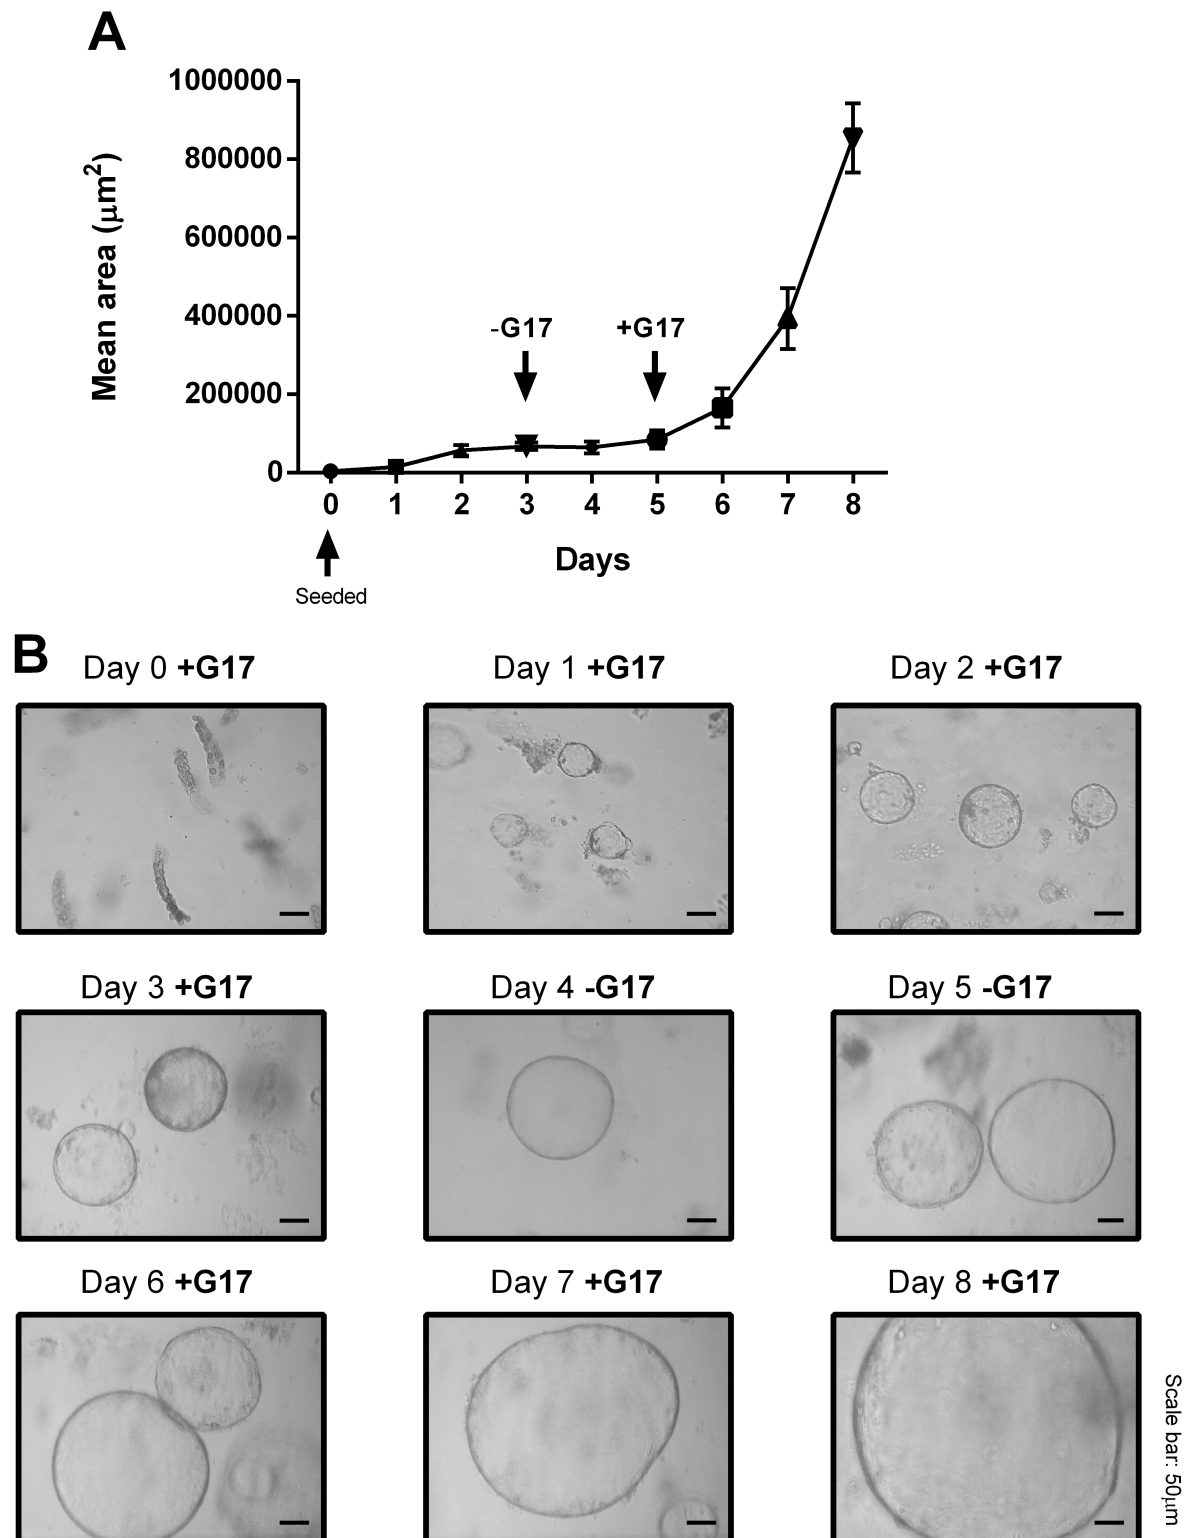 A
1000000
800000
600000
400000
200000
0
Mean area (μm²)
-G17
+G17
0 1 2 3 4 5 6 7 8
Days
Seeded
B
Day 0 +G17
Day 1 +G17
Day 2 +G17
Day 3 +G17
Day 4 -G17
Day 5 -G17
Day 6 +G17
Day 7 +G17
Day 8 +G17
Scale bar: 50μm